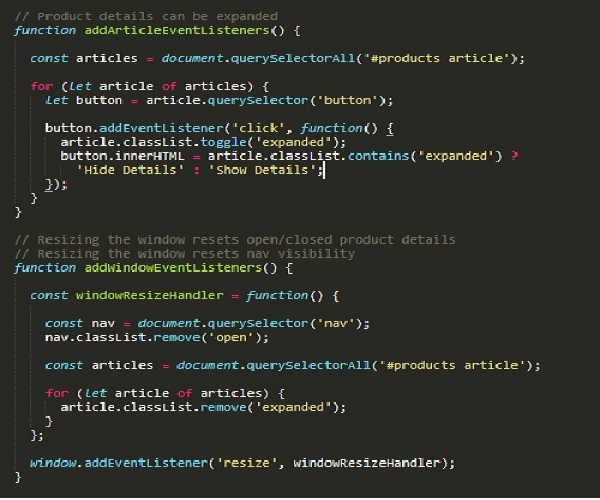 // Product details can be expanded
function addArticleEventListeners() {
const articles = document.querySelectorAll('#products article');
for (let article of articles) {
let button = article.querySelector('button');
button.addEventListener('click', function() {
article.classList.toggle('expanded');
button.innerHTML = article.classList.contains('expanded') ?
'Hide Details' : 'Show Details';
});
}
}
// Resizing the window resets open/closed product details
// Resizing the window resets nav visibility
function addWindowEventListeners() {
const windowResizeHandler = function() {
const nav = document.querySelector('nav');
nav.classList.remove('open');
const articles = document.querySelectorAll('#products article');
for (let article of articles) {
article.classList.remove('expanded');
}
};
window.addEventListener('resize', windowResizeHandler);
}